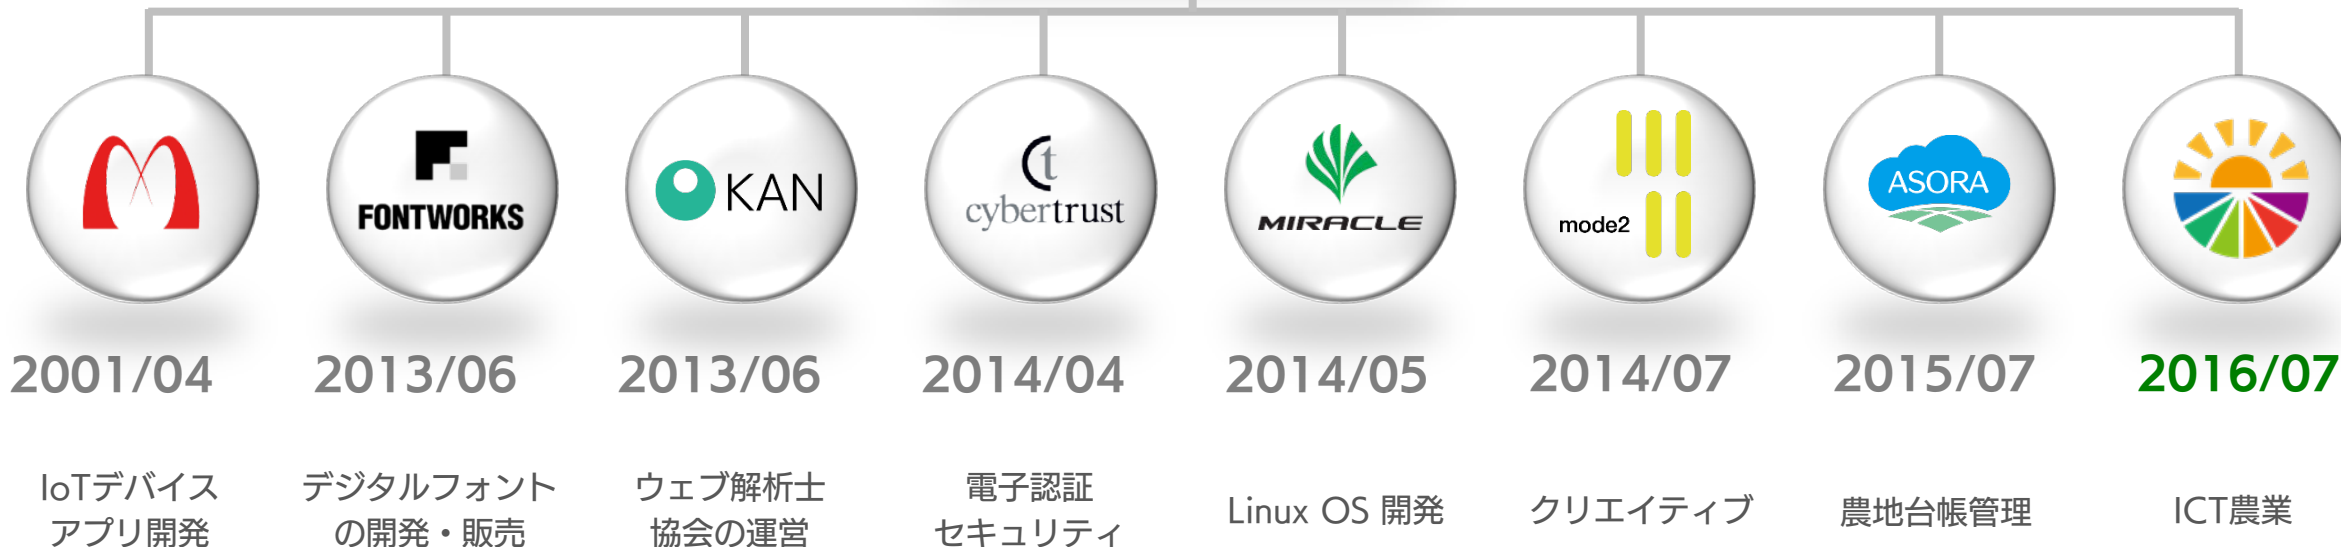 FONTWORKS
KAN
cybertrust
MIRACLE
mode2
ASORA
2001/04
2013/06
2013/06
2014/04
2014/05
2014/07
2015/07
2016/07
IoTデバイス
アプリ開発
デジタルフォント
の開発・販売
ウェブ解析士
協会の運営
電子認証
セキュリティ
Linux OS 開発
クリエイティブ
農地台帳管理
ICT農業